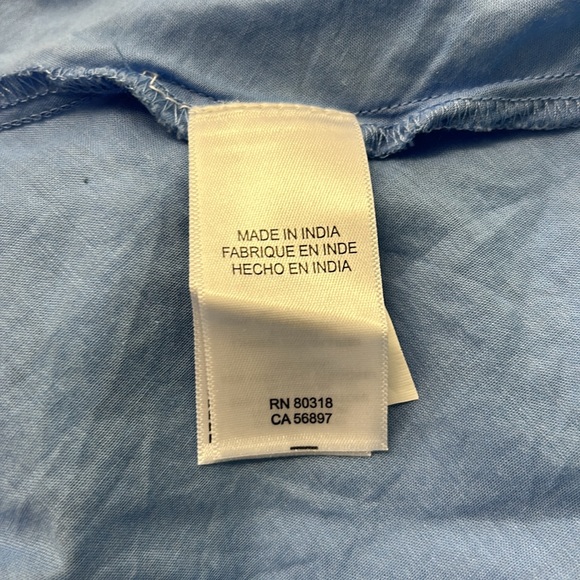 MADE IN INDIA
FABRIQUE EN INDE
HECHO EN INDIA
RN 80318
CA 56897